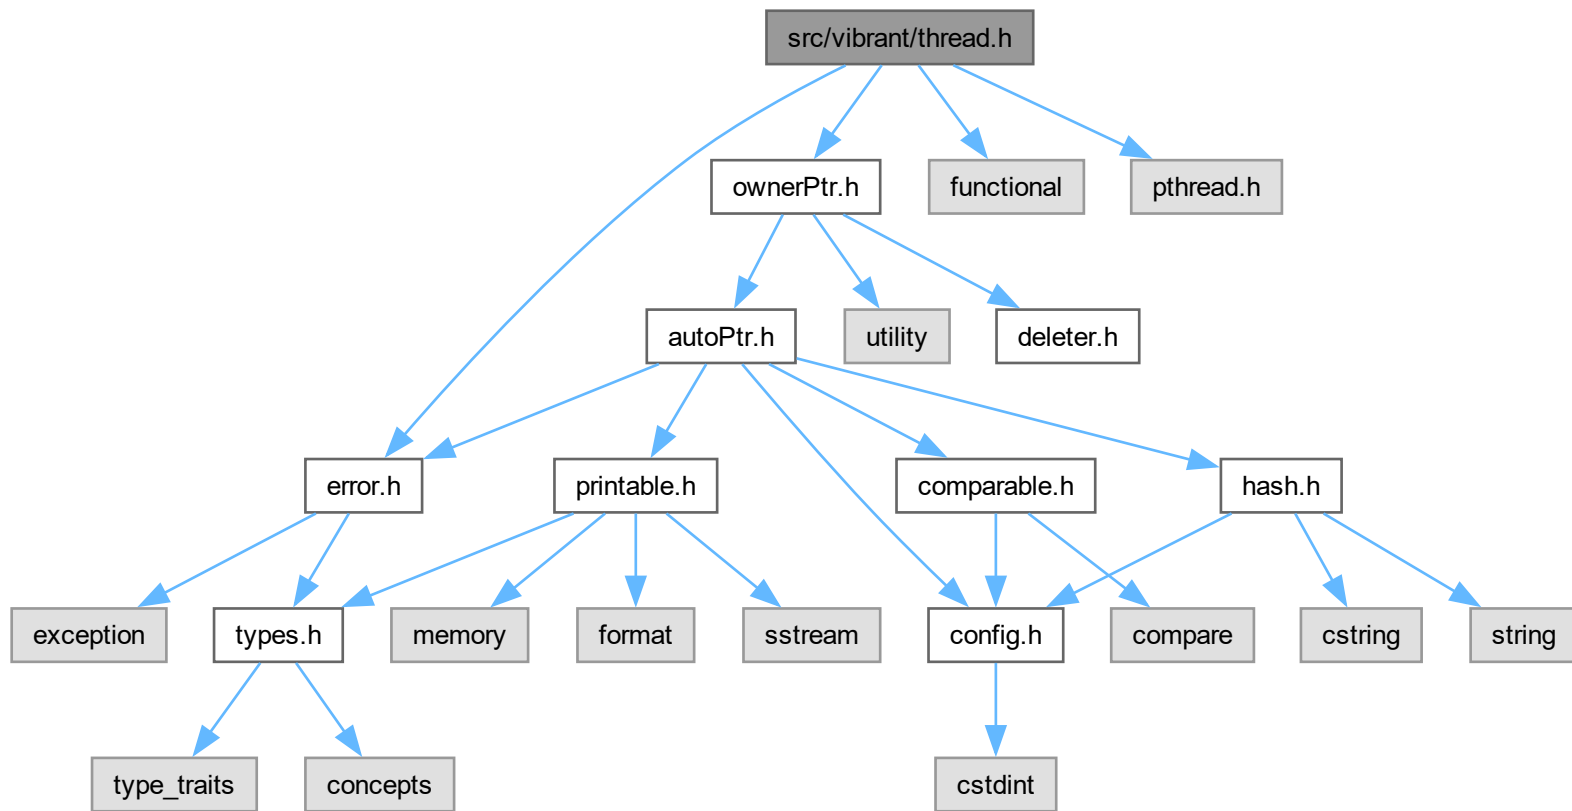 src/vibrant/thread.h
ownerPtr.h
functional
pthread.h
autoPtr.h
utility
deleter.h
error.h
printable.h
comparable.h
hash.h
exception
types.h
memory
format
sstream
config.h
compare
cstring
string
type_traits
concepts
cstdint